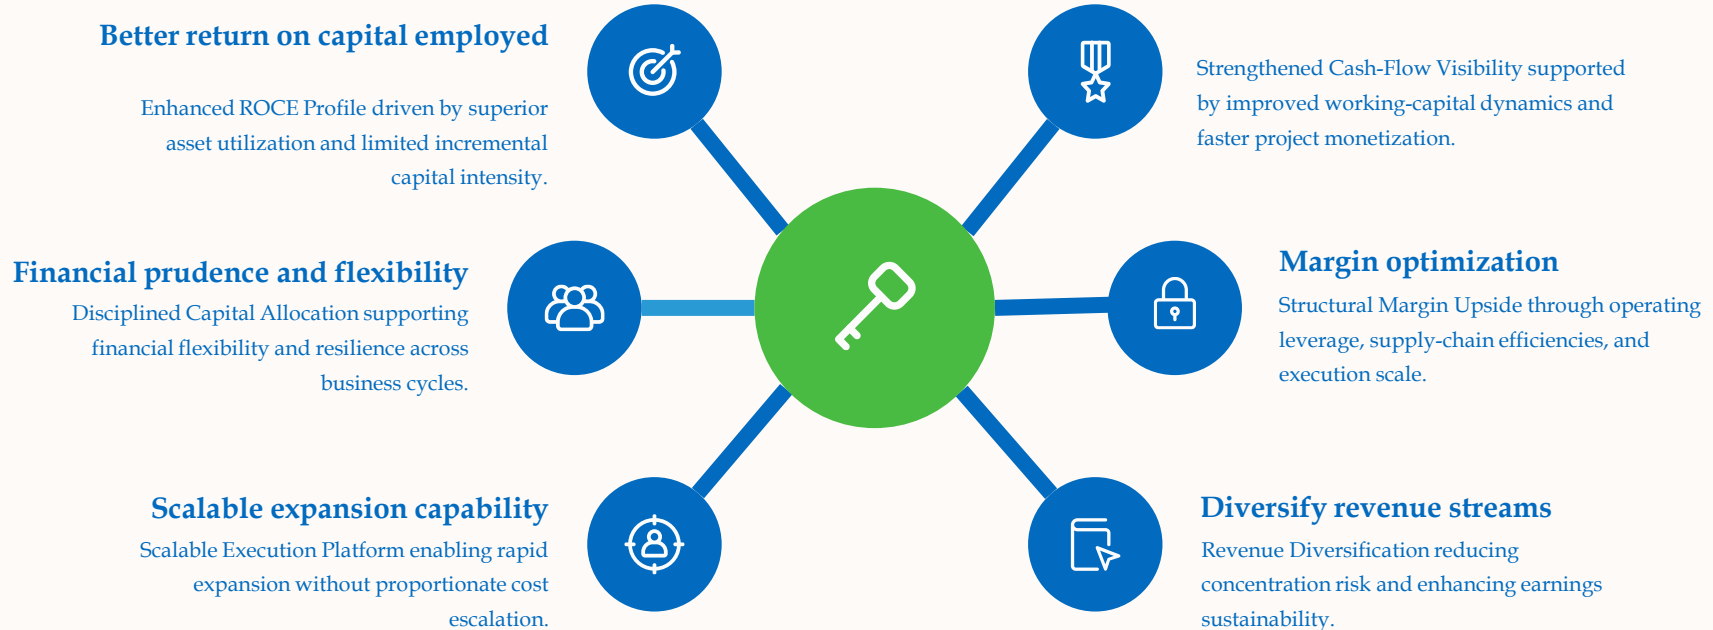 Better return on capital employed
Enhanced ROCE Profile driven by superior
asset utilization and limited incremental
capital intensity.
Strengthened Cash-Flow Visibility supported
by improved working-capital dynamics and
faster project monetization.
Financial prudence and flexibility
Disciplined Capital Allocation supporting
financial flexibility and resilience across
business cycles.
Margin optimization
Structural Margin Upside through operating
leverage, supply-chain efficiencies, and
execution scale.
Scalable expansion capability
Scalable Execution Platform enabling rapid
expansion without proportionate cost
escalation.
Diversify revenue streams
Revenue Diversification reducing
concentration risk and enhancing earnings
sustainability.